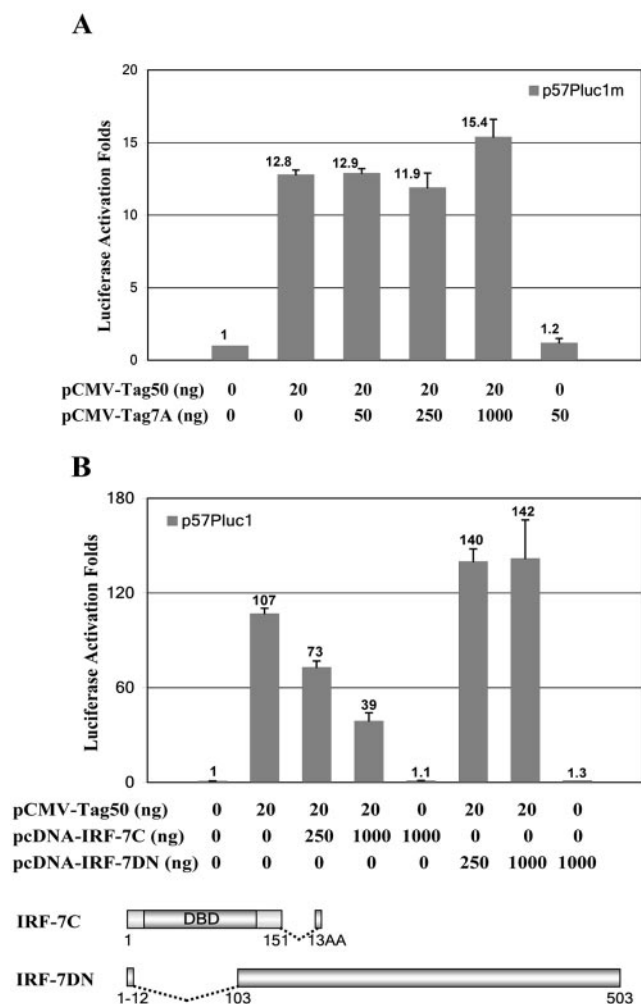 A
20
15
10
5
0
Luciferase Activation Folds
p57Pluc1m
1
12.8
12.9
11.9
15.4
1.2
pCMV-Tag50 (ng) 0 20 20 20 20 0
pCMV-Tag7A (ng) 0 0 50 250 1000 50
B
180
120
60
0
Luciferase Activation Folds
p57Pluc1
1
107
73
39
1.1
140
142
1.3
pCMV-Tag50 (ng) 0 20 20 20 0 20 20 0
pcDNA-IRF-7C (ng) 0 0 250 1000 1000 0 0 0
pcDNA-IRF-7DN (ng) 0 0 0 0 0 250 1000 1000
IRF-7C
DBD
1 151 13AA
IRF-7DN
1-12 103 503